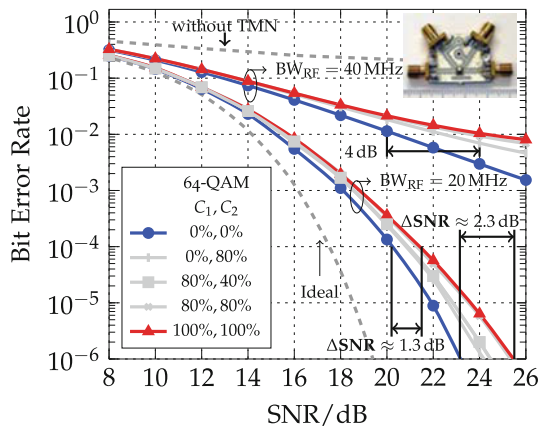 without TMN
BW_RF = 40 MHz
4 dB
BW_RF = 20 MHz
ΔSNR ≈ 2.3 dB
64-QAM
C₁, C₂
0%, 0%
0%, 80%
80%, 40%
80%, 80%
100%, 100%
Ideal
ΔSNR ≈ 1.3 dB
Bit Error Rate
10⁰
10⁻¹
10⁻²
10⁻³
10⁻⁴
10⁻⁵
10⁻⁶
8 10 12 14 16 18 20 22 24 26
SNR/dB